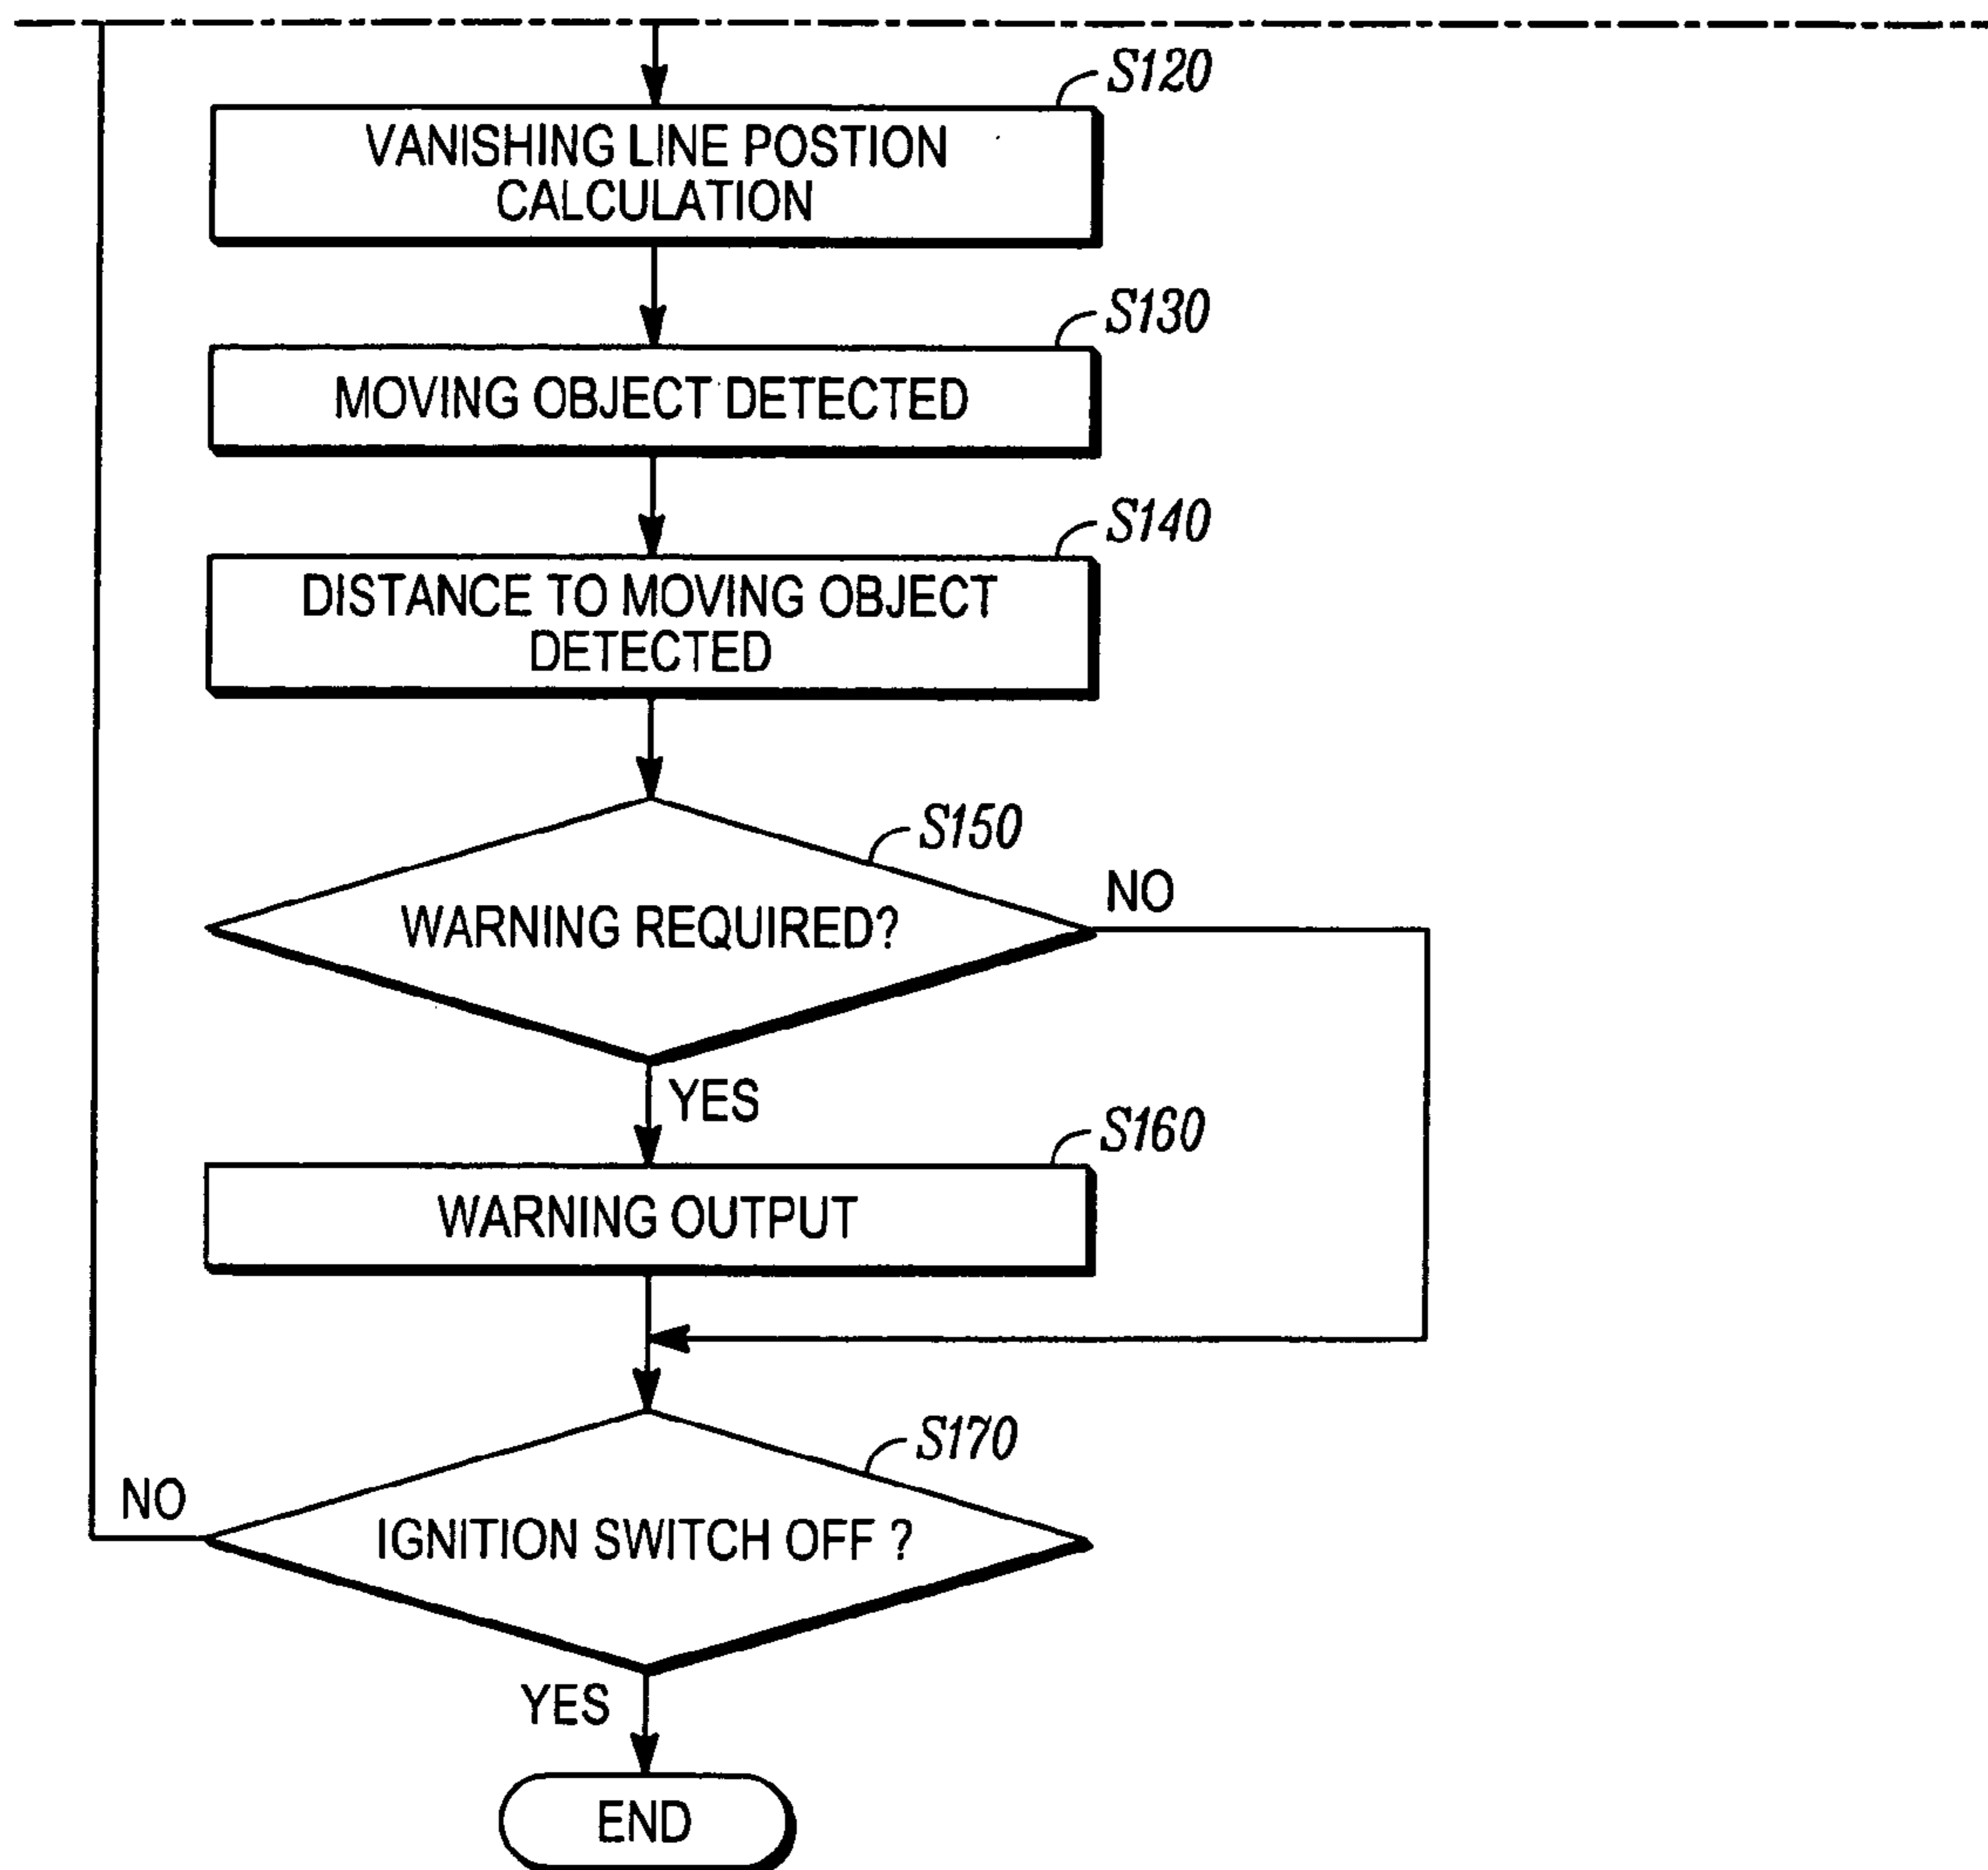 S120
VANISHING LINE POSTION
CALCULATION
S130
MOVING OBJECT DETECTED
S140
DISTANCE TO MOVING OBJECT
DETECTED
S150
WARNING REQUIRED?
NO
YES
S160
WARNING OUTPUT
S170
NO
IGNITION SWITCH OFF ?
YES
END